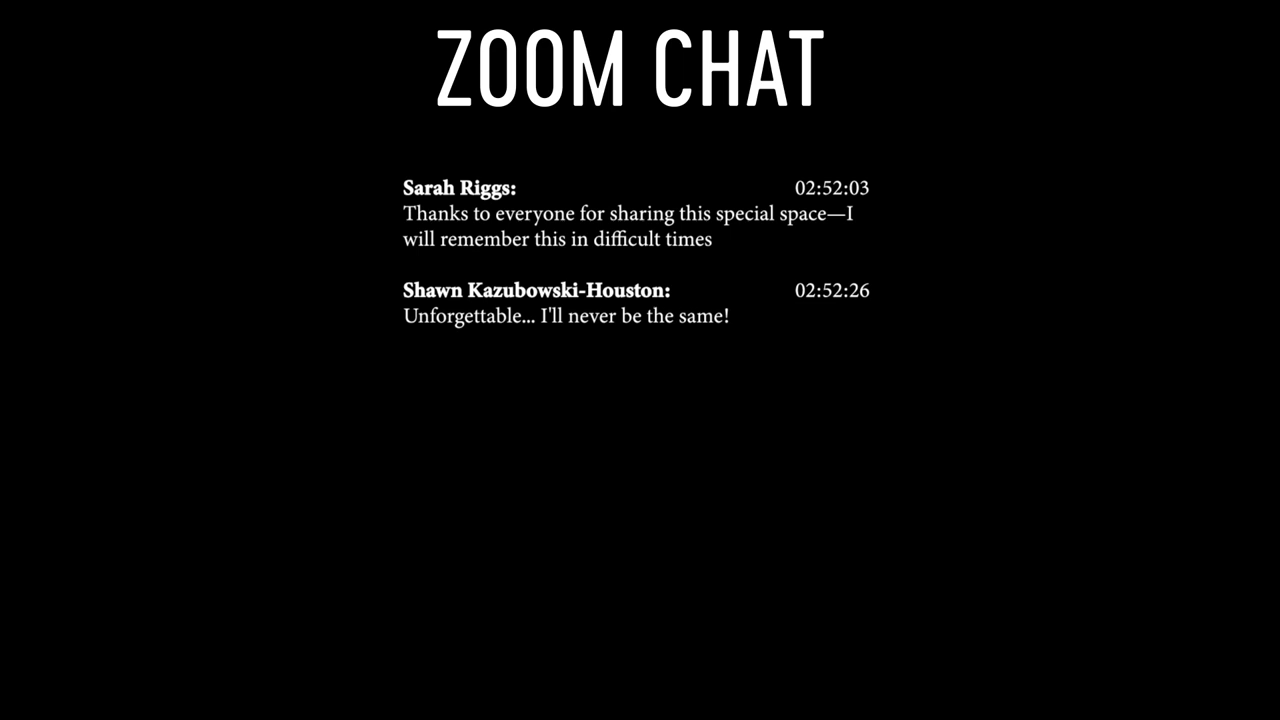 ZOOM CHAT
Sarah Riggs: 02:52:03
Thanks to everyone for sharing this special space—I
will remember this in difficult times
Shawn Kazubowski-Houston: 02:52:26
Unforgettable... I'll never be the same!